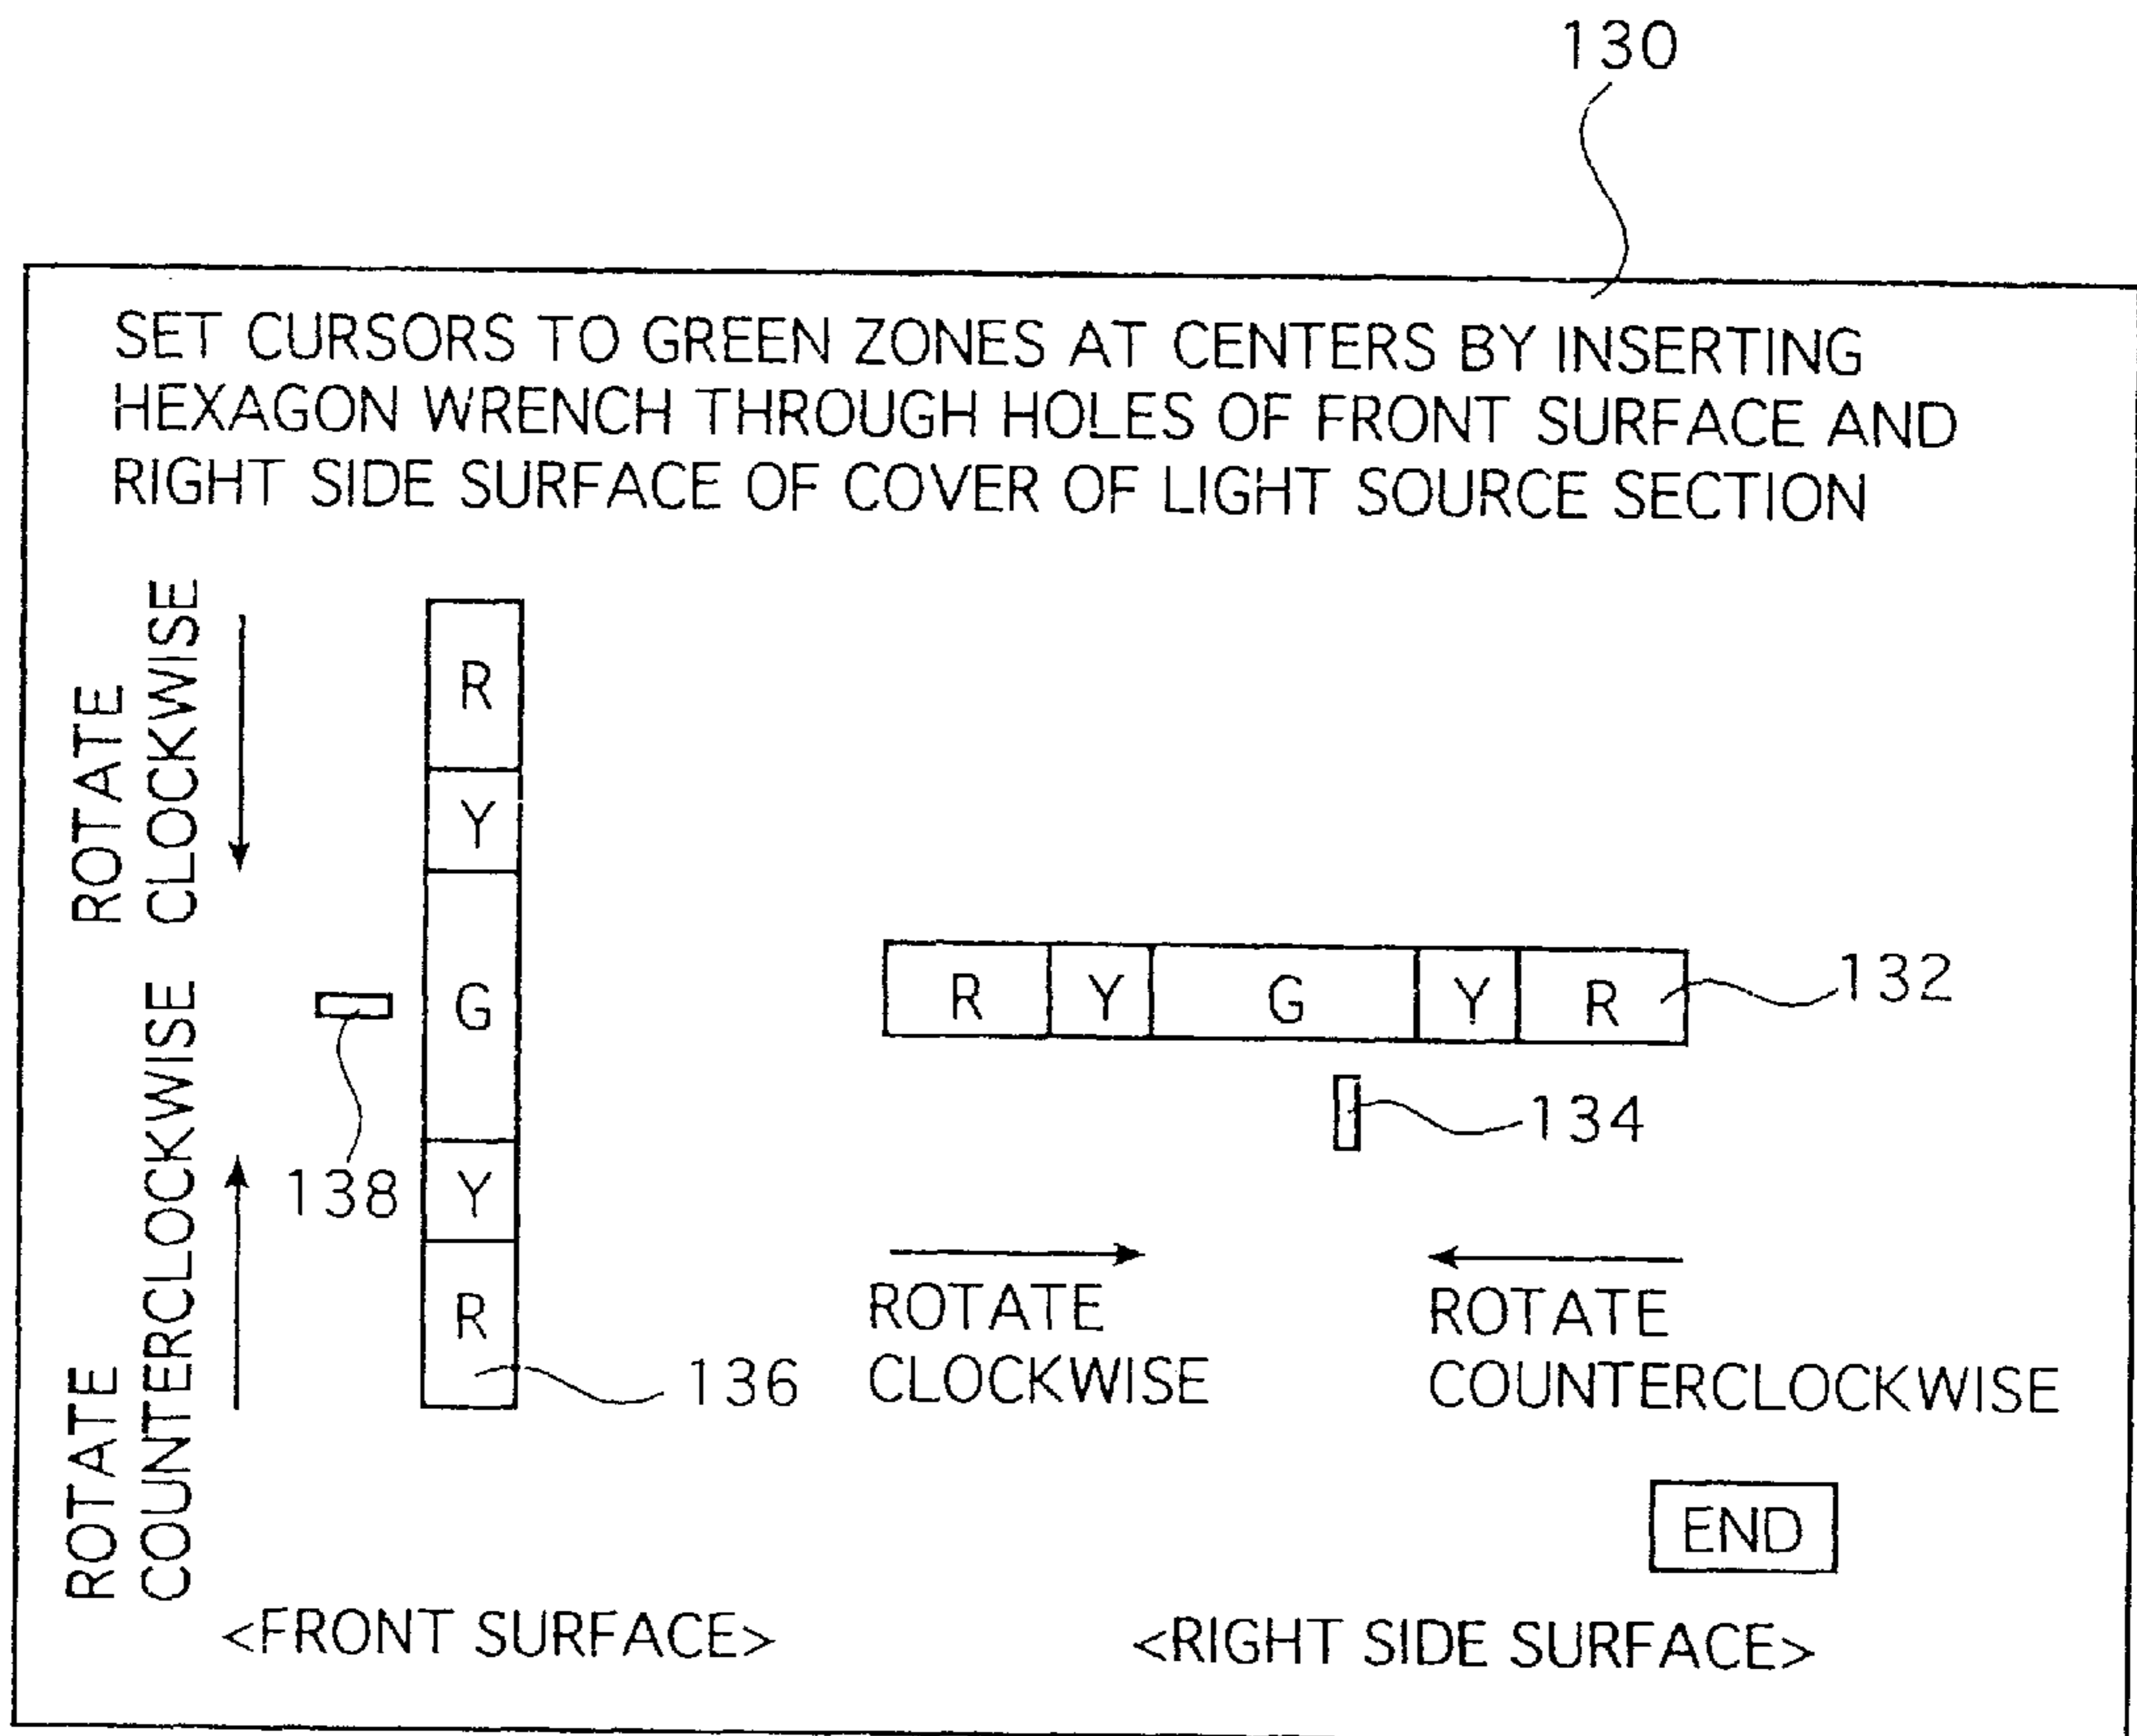 130
SET CURSORS TO GREEN ZONES AT CENTERS BY INSERTING
HEXAGON WRENCH THROUGH HOLES OF FRONT SURFACE AND
RIGHT SIDE SURFACE OF COVER OF LIGHT SOURCE SECTION
ROTATE
CLOCKWISE
ROTATE
COUNTERCLOCKWISE
R
Y
G
Y
R
138
136
R Y G Y R
132
134
ROTATE
CLOCKWISE
ROTATE
COUNTERCLOCKWISE
END
<FRONT SURFACE>
<RIGHT SIDE SURFACE>